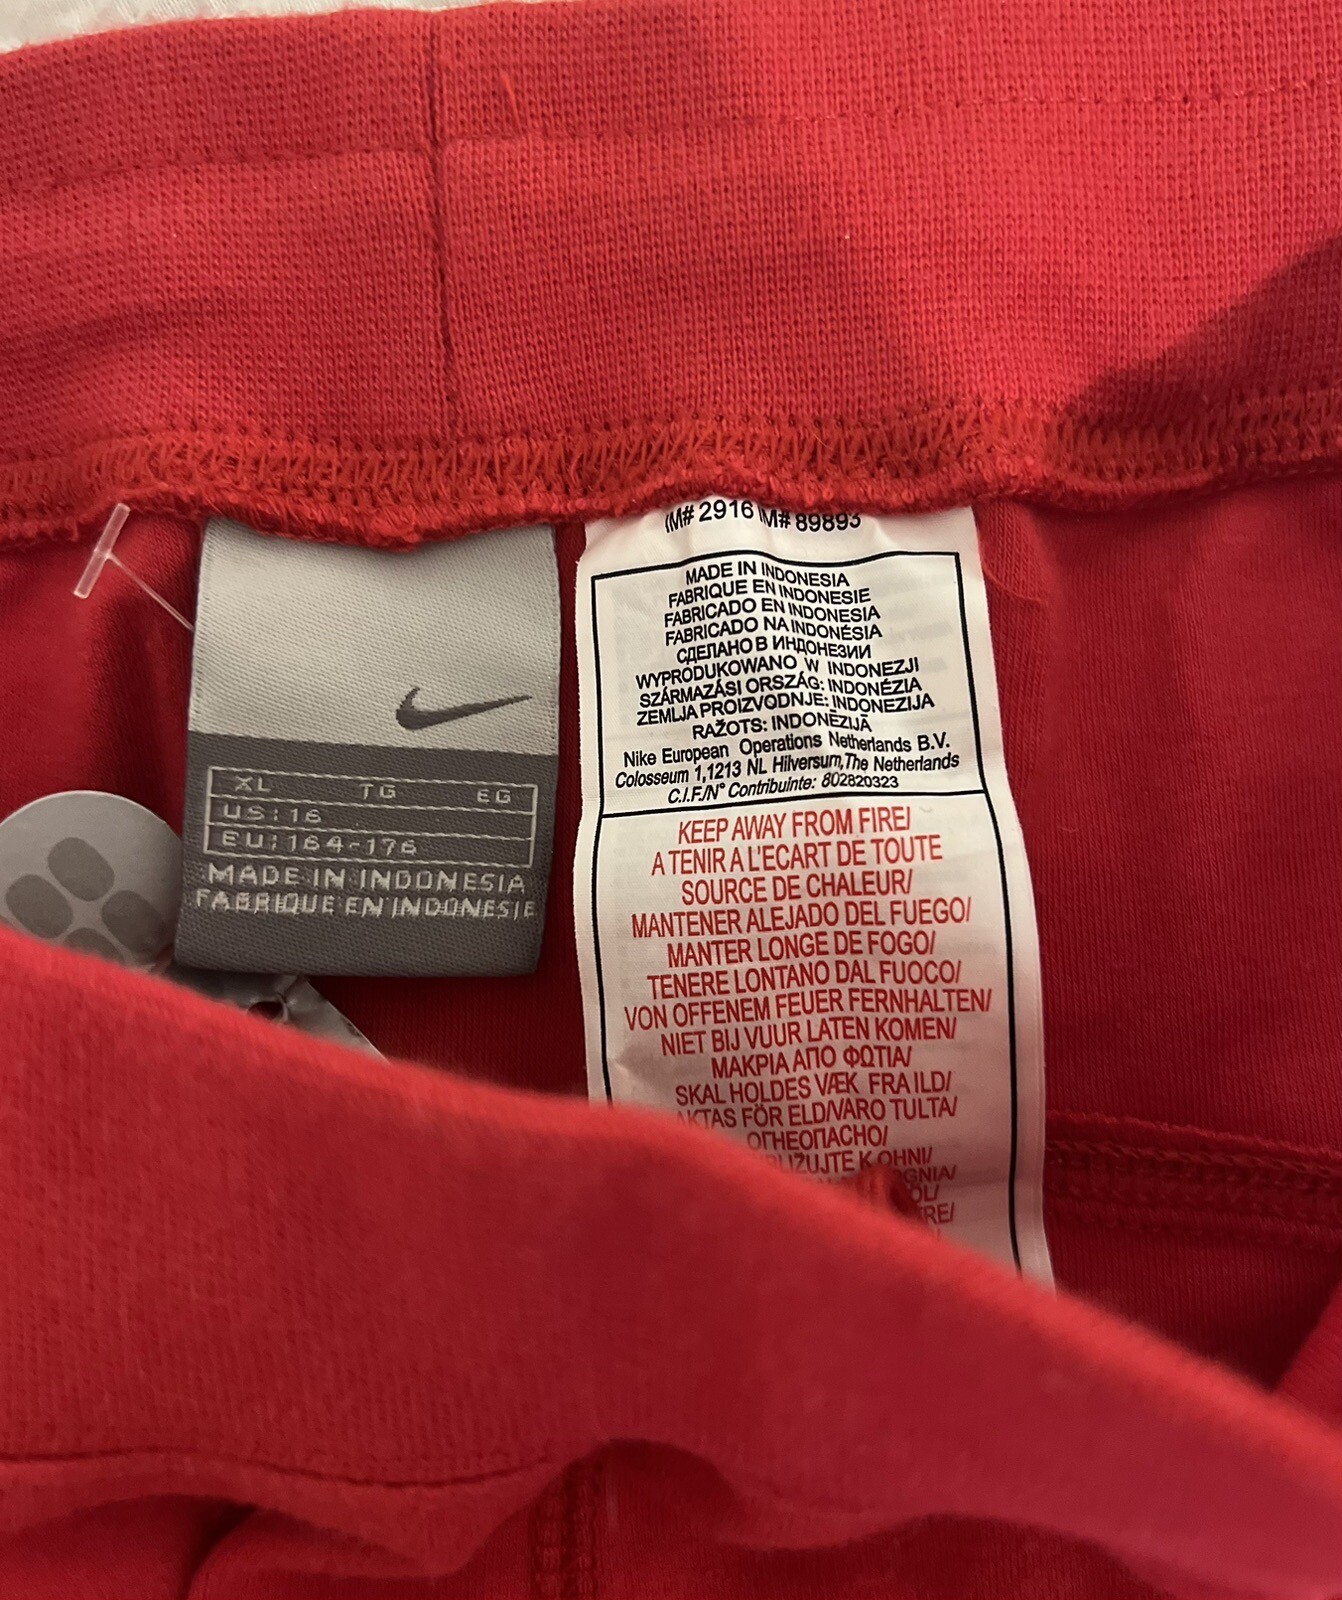 IM# 2916 IM# 89893
MADE IN INDONESIA
FABRIQUE EN INDONESIE
FABRICADO EN INDONESIA
FABRICADO NA INDONÉSIA
СДЕЛАНО В ИНДОНЕЗИИ
WYPRODUKOWANO W INDONEZJI
SZÁRMAZÁSI ORSZÁG: INDONÉZIA
ZEMLJA PROIZVODNJE: INDONEZIJA
RAŽOTS: INDONĒZIJĀ
Nike European Operations Netherlands B.V.
Colosseum 1,1213 NL Hilversum,The Netherlands
C.I.F./N° Contribuinte: 802820323
KEEP AWAY FROM FIRE/
A TENIR A L'ECART DE TOUTE
SOURCE DE CHALEUR/
MANTENER ALEJADO DEL FUEGO/
MANTER LONGE DE FOGO/
TENERE LONTANO DAL FUOCO/
VON OFFENEM FEUER FERNHALTEN/
NIET BIJ VUUR LATEN KOMEN/
ΜΑΚΡΙΑ ΑΠΟ ΦΩΤΙΑ/
SKAL HOLDES VÆK FRA ILD/
AKTAS FÖR ELD/VARO TULTA/
ОГНЕОПАСНО/
LIŽUJTE K OHNI/
OGNIA/
XL TG EG
US:16
EU:164-176
MADE IN INDONESIA
FABRIQUE EN INDONESIE